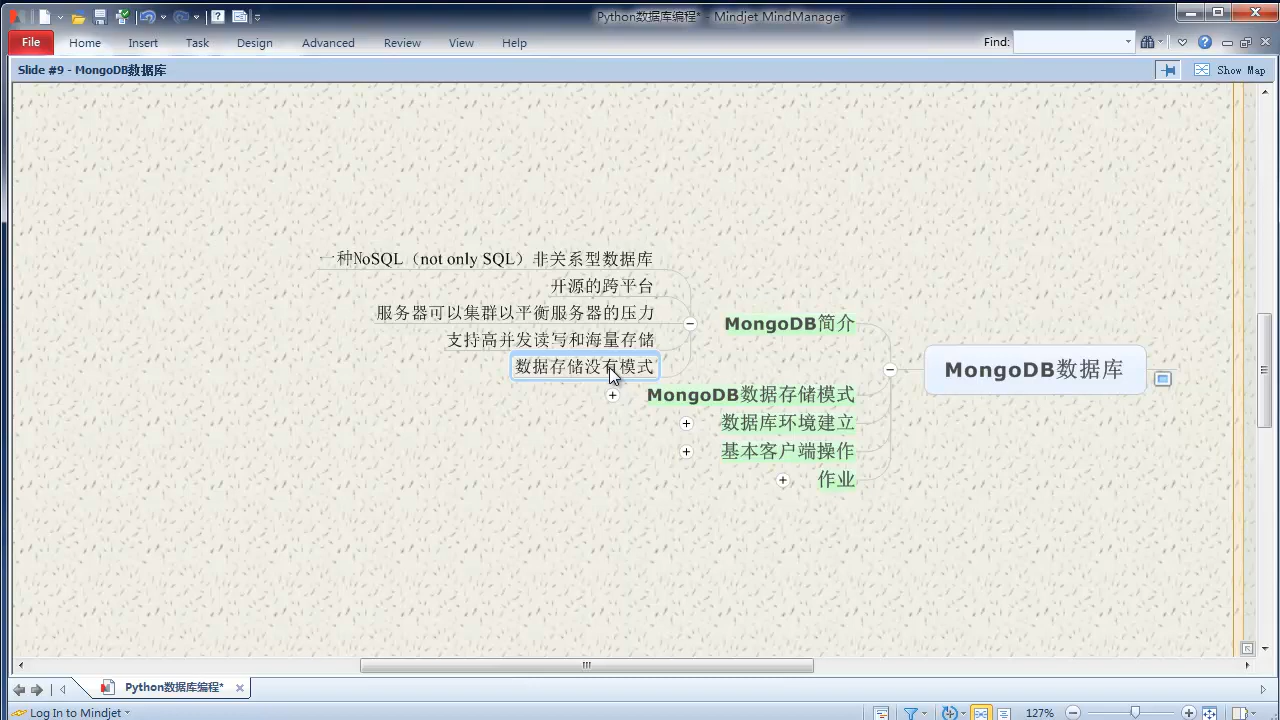 Python数据库编程* - Mindjet MindManager
File Home Insert Task Design Advanced Review View Help Find:
Slide #9 - MongoDB数据库 Show Map
一种NoSQL（not only SQL）非关系型数据库
开源的跨平台
服务器可以集群以平衡服务器的压力
支持高并发读写和海量存储
数据存储没有模式
MongoDB简介
MongoDB数据库
MongoDB数据存储模式
数据库环境建立
基本客户端操作
作业
Python数据库编程*
Log In to Mindjet 127%